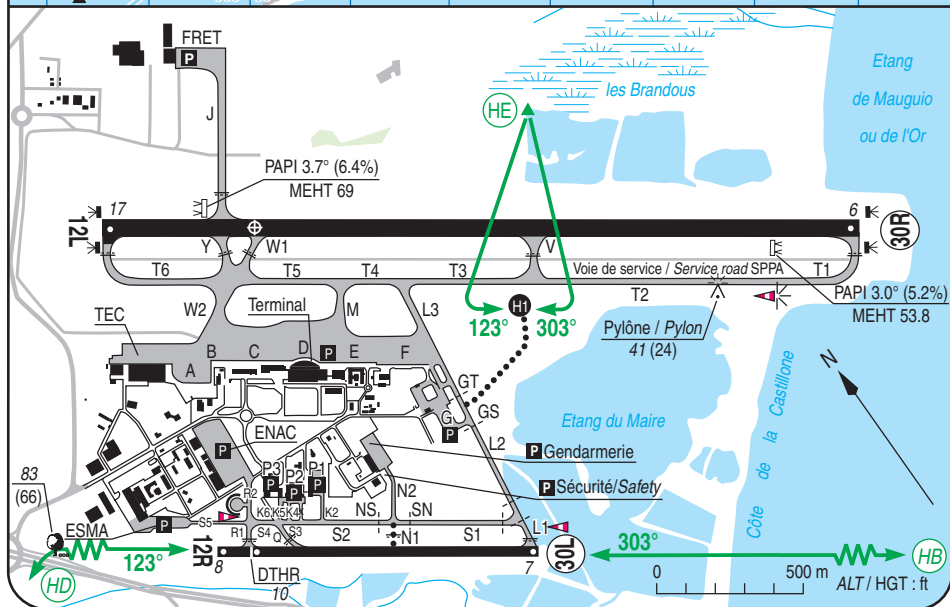 FRET
P
J
les Brandous
Etang
de Mauguio
ou de l'Or
HE
PAPI 3.7° (6.4%)
MEHT 69
17
12L
6
30R
Y
W1
V
T6
T5
T4
T3
Voie de service / Service road SPPA
T1
T2
PAPI 3.0° (5.2%)
MEHT 53.8
W2
Terminal
M
L3
H1
123°
303°
Pylône / Pylon
41 (24)
TEC
A
B
C
D
P
E
F
N
GT
G
GS
P
Etang du Maire
Côte de la Castillone
ENAC
P
L2
P Gendarmerie
P Sécurité/Safety
P3
P2
P1
P
P
P
83
(66)
ESMA
P
R2
K6
K5
K4
K2
NS
N2
SN
S5
R1
S4
Q
S3
S2
N1
S1
L1
HD
123°
12R
8
DTHR
10
7
30L
303°
HB
0
500 m
ALT / HGT : ft